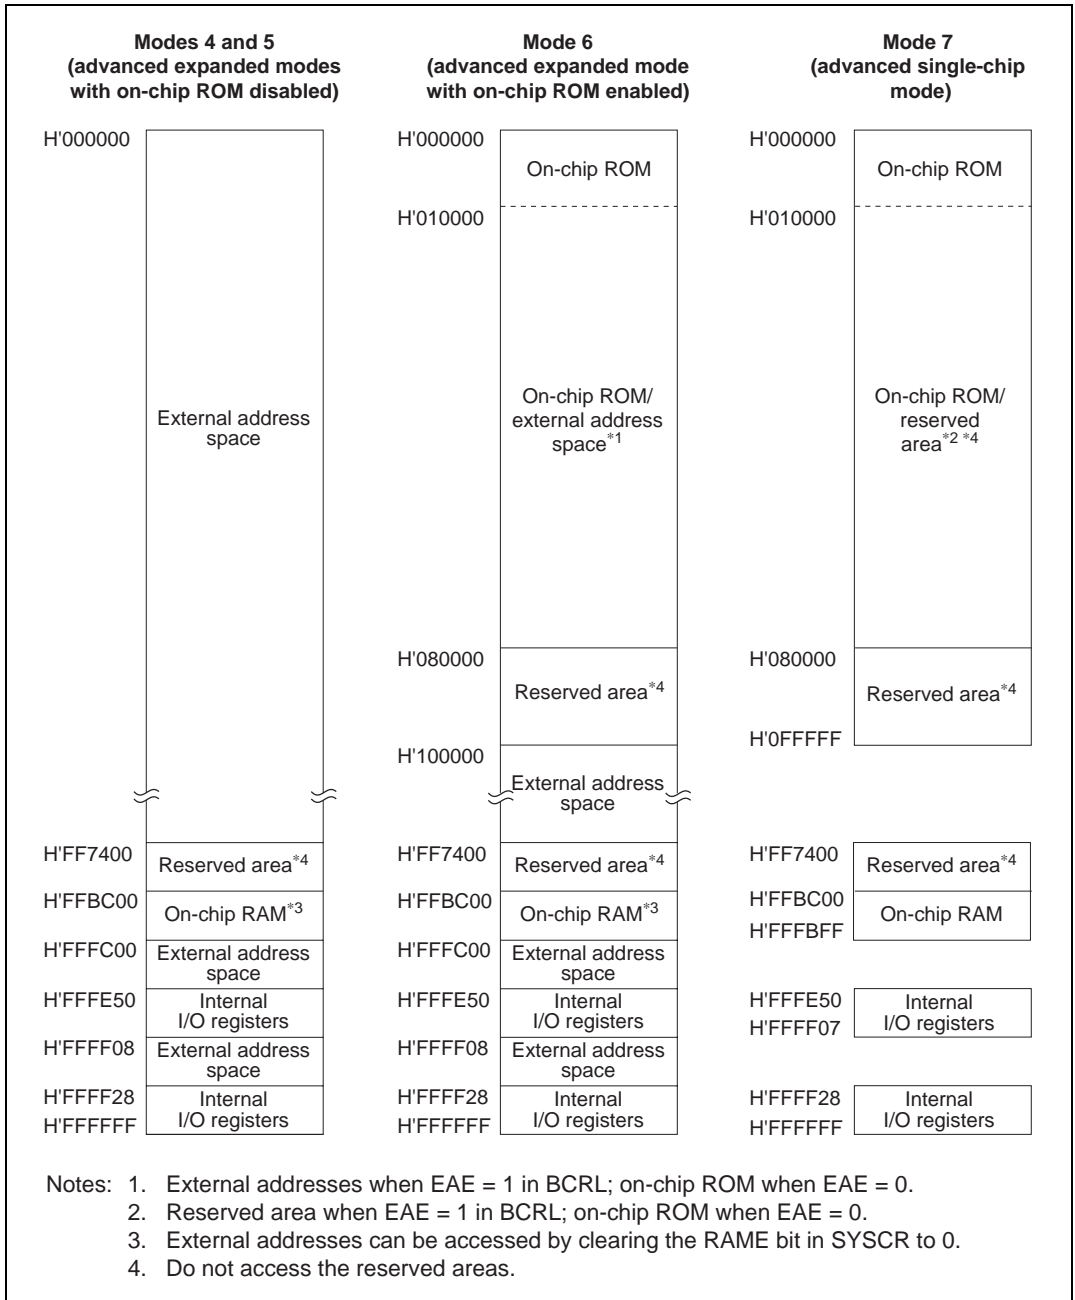 Modes 4 and 5
(advanced expanded modes
with on-chip ROM disabled)
H'000000
External address
space
H'FF7400
Reserved area*4
H'FFBC00
On-chip RAM*3
H'FFFC00
External address
space
H'FFFE50
Internal
I/O registers
H'FFFF08
External address
space
H'FFFF28
Internal
I/O registers
H'FFFFFF
Mode 6
(advanced expanded mode
with on-chip ROM enabled)
H'000000
On-chip ROM
H'010000
On-chip ROM/
external address
space*1
H'080000
Reserved area*4
H'100000
External address
space
H'FF7400
Reserved area*4
H'FFBC00
On-chip RAM*3
H'FFFC00
External address
space
H'FFFE50
Internal
I/O registers
H'FFFF08
External address
space
H'FFFF28
Internal
I/O registers
H'FFFFFF
Mode 7
(advanced single-chip
mode)
H'000000
On-chip ROM
H'010000
On-chip ROM/
reserved
area*2 *4
H'080000
Reserved area*4
H'0FFFFF
H'FF7400
Reserved area*4
H'FFBC00
On-chip RAM
H'FFFBFF
H'FFFE50
Internal
I/O registers
H'FFFF07
H'FFFF28
Internal
I/O registers
H'FFFFFF
Notes: 1. External addresses when EAE = 1 in BCRL; on-chip ROM when EAE = 0.
2. Reserved area when EAE = 1 in BCRL; on-chip ROM when EAE = 0.
3. External addresses can be accessed by clearing the RAME bit in SYSCR to 0.
4. Do not access the reserved areas.